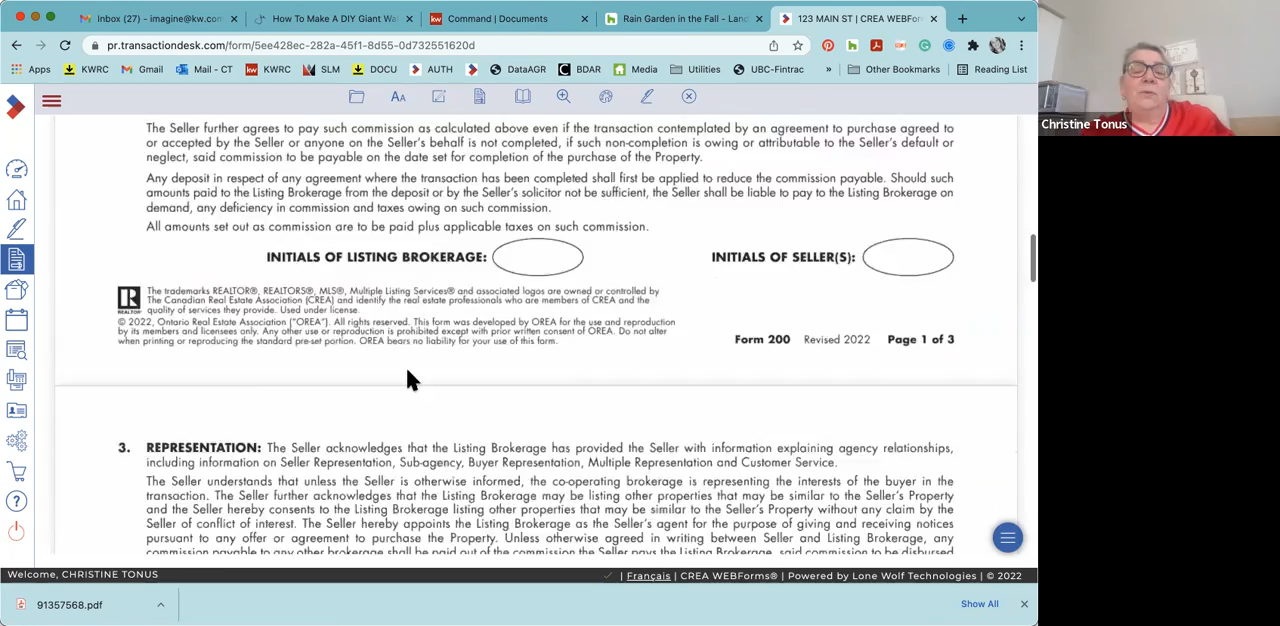 Inbox (27) - imagine@kw.com
How To Make A DIY Giant Wa
Command | Documents
Rain Garden in the Fall - Land
123 MAIN ST | CREA WEBForm
pr.transactiondesk.com/form/5ee428ec-282a-45f1-8d55-0d732551620d
Apps KWRC Gmail Mail - CT KWRC SLM DOCU AUTH DataAGR BDAR Media Utilities UBC-Fintrac » Other Bookmarks Reading List
Christine Tonus
The Seller further agrees to pay such commission as calculated above even if the transaction contemplated by an agreement to purchase agreed to
or accepted by the Seller or anyone on the Seller's behalf is not completed, if such non-completion is owing or attributable to the Seller's default or
neglect, said commission to be payable on the date set for completion of the purchase of the Property.
Any deposit in respect of any agreement where the transaction has been completed shall first be applied to reduce the commission payable. Should such
amounts paid to the Listing Brokerage from the deposit or by the Seller's solicitor not be sufficient, the Seller shall be liable to pay to the Listing Brokerage on
demand, any deficiency in commission and taxes owing on such commission.
All amounts set out as commission are to be paid plus applicable taxes on such commission.
INITIALS OF LISTING BROKERAGE:
INITIALS OF SELLER(S):
The trademarks REALTOR®, REALTORS®, MLS®, Multiple Listing Services® and associated logos are owned or controlled by
The Canadian Real Estate Association (CREA) and identify the real estate professionals who are members of CREA and the
quality of services they provide. Used under license.
© 2022, Ontario Real Estate Association ("OREA"). All rights reserved. This form was developed by OREA for the use and reproduction
by its members and licensees only. Any other use or reproduction is prohibited except with prior written consent of OREA. Do not alter
when printing or reproducing the standard pre-set portion. OREA bears no liability for your use of this form.
Form 200 Revised 2022 Page 1 of 3
3. REPRESENTATION: The Seller acknowledges that the Listing Brokerage has provided the Seller with information explaining agency relationships,
including information on Seller Representation, Sub-agency, Buyer Representation, Multiple Representation and Customer Service.
The Seller understands that unless the Seller is otherwise informed, the co-operating brokerage is representing the interests of the buyer in the
transaction. The Seller further acknowledges that the Listing Brokerage may be listing other properties that may be similar to the Seller's Property
and the Seller hereby consents to the Listing Brokerage listing other properties that may be similar to the Seller's Property without any claim by the
Seller of conflict of interest. The Seller hereby appoints the Listing Brokerage as the Seller's agent for the purpose of giving and receiving notices
pursuant to any offer or agreement to purchase the Property. Unless otherwise agreed in writing between Seller and Listing Brokerage, any
commission payable to any other brokerage shall be paid out of the commission the Seller pays the Listing Brokerage, said commission to be disbursed
Welcome, CHRISTINE TONUS
| Français | CREA WEBForms® | Powered by Lone Wolf Technologies | © 2022
91357568.pdf
Show All